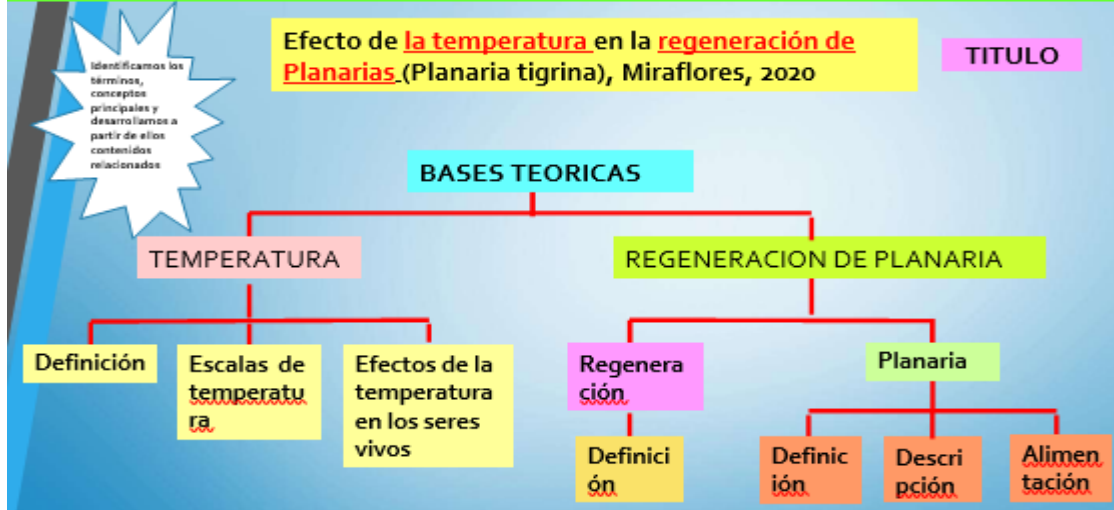 Efecto de la temperatura en la regeneración de
Planarias (Planaria tigrina), Miraflores, 2020
TITULO
Identificamos los
términos,
conceptos
principales y
desarrollamos a
partir de ellos
contenidos
relacionados
BASES TEORICAS
TEMPERATURA
REGENERACION DE PLANARIA
Definición
Escalas de
temperatu
ra
Efectos de la
temperatura
en los seres
vivos
Regenera
ción
Planaria
Definici
ón
Definic
ión
Descri
pción
Alimen
tación